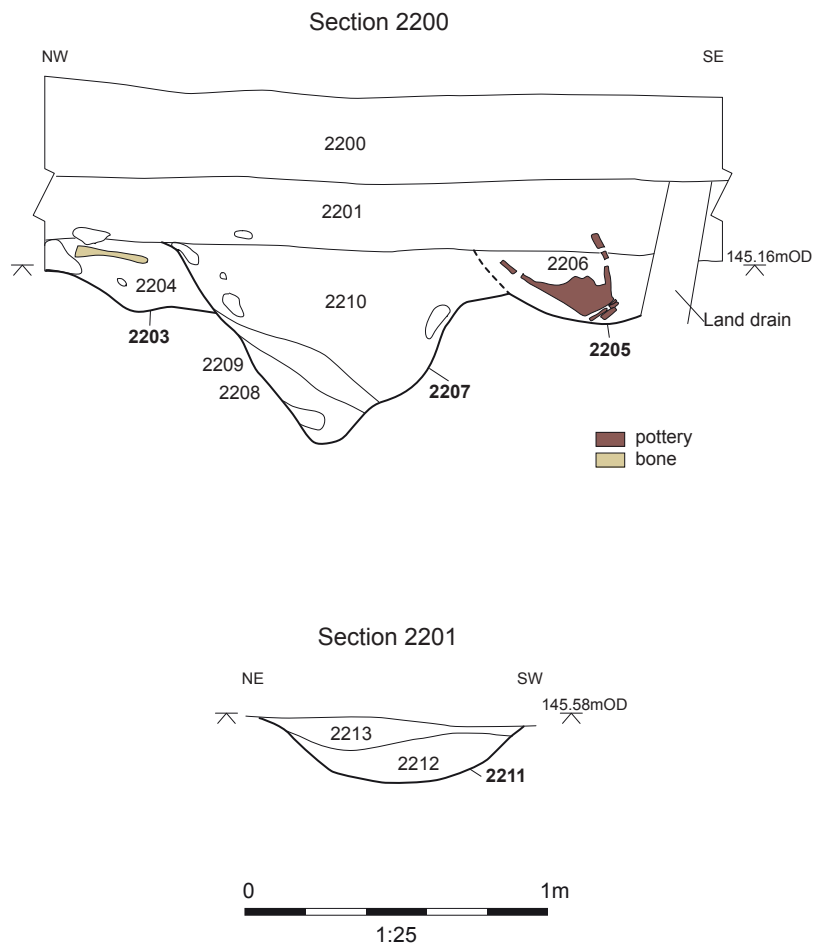 Section 2200
NW SE
2200
2201
145.16mOD
2206
2204
2210
Land drain
2203
2205
2209
2207
2208
pottery
bone
Section 2201
NE SW
145.58mOD
2213
2212
2211
0 1m
1:25